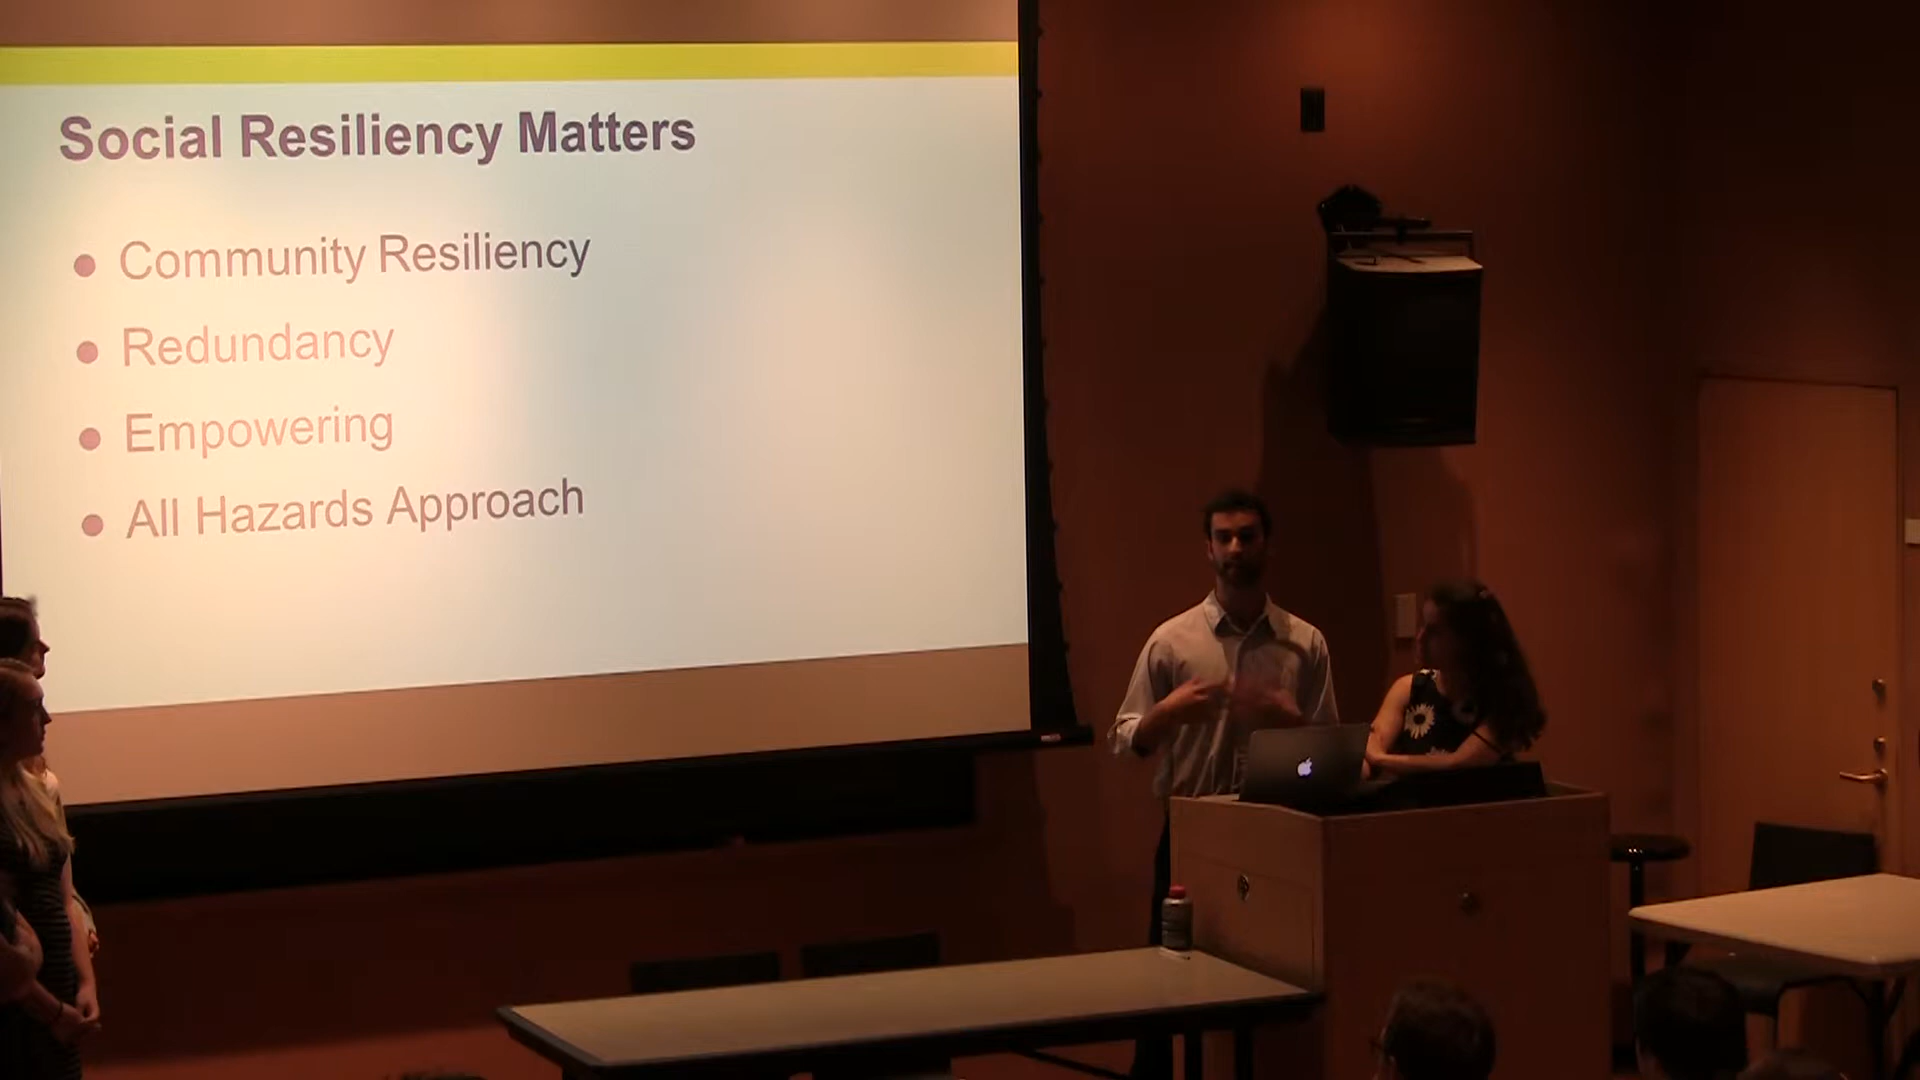 Social Resiliency Matters
● Community Resiliency
● Redundancy
● Empowering
● All Hazards Approach